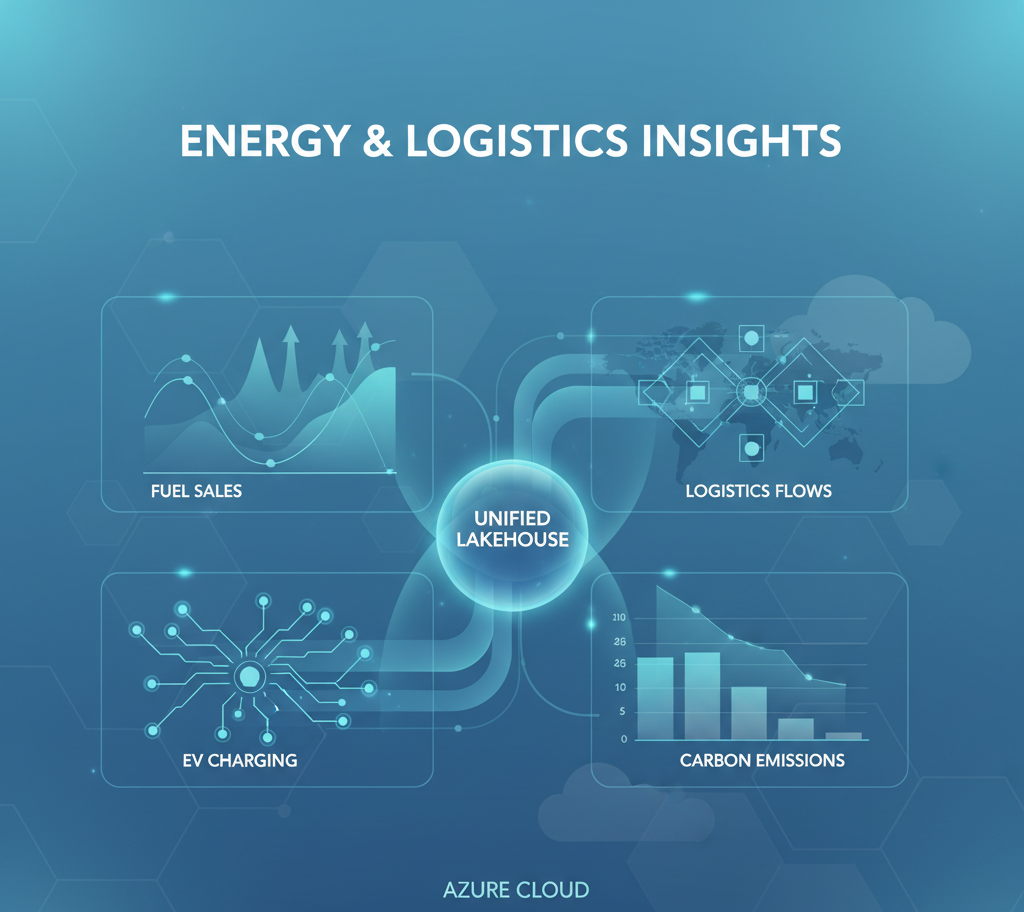 ENERGY & LOGISTICS INSIGHTS
FUEL SALES
LOGISTICS FLOWS
UNIFIED
LAKEHOUSE
EV CHARGING
110
26
26
10
5
0
CARBON EMISSIONS
AZURE CLOUD